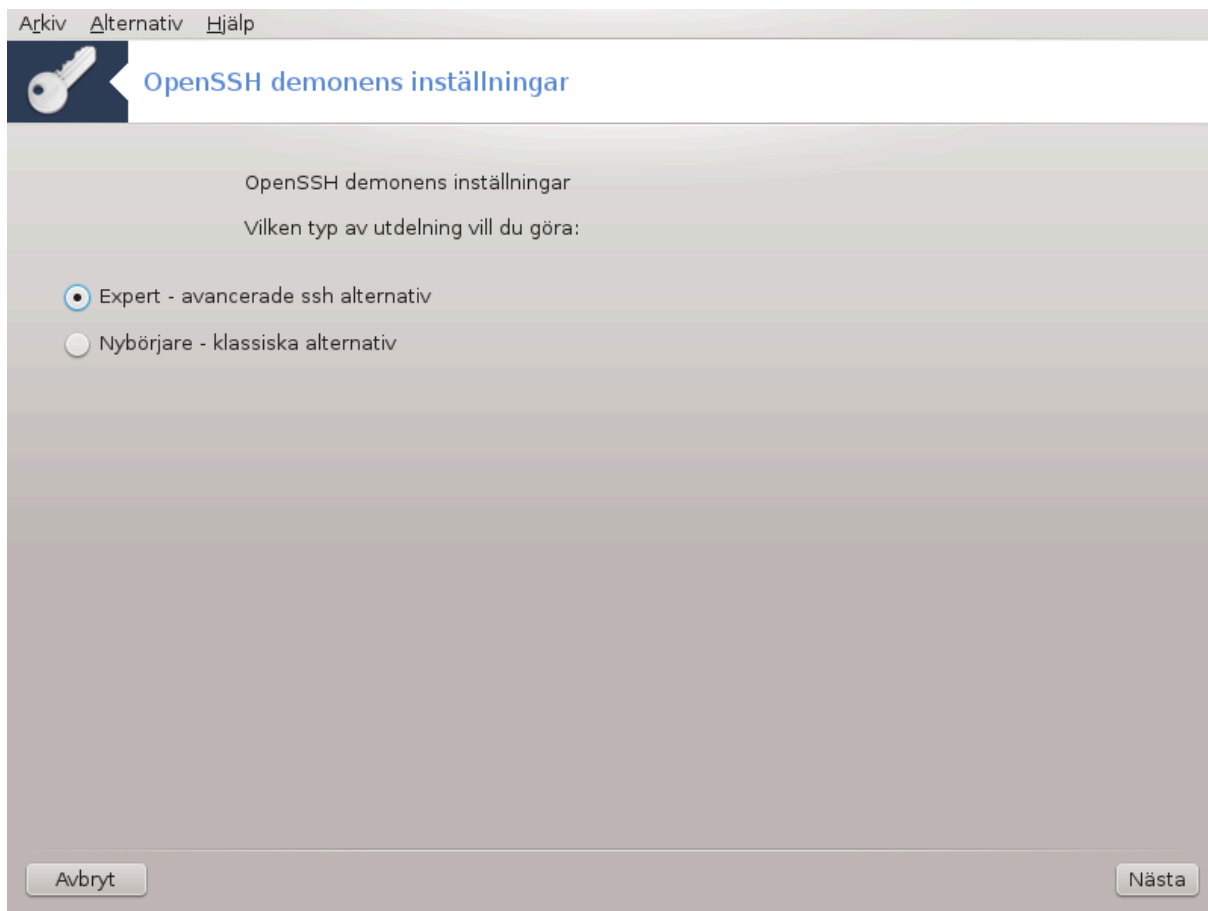 Arkiv Alternativ Hjälp
OpenSSH demonens inställningar
OpenSSH demonens inställningar
Vilken typ av utdelning vill du göra:
Expert - avancerade ssh alternativ
Nybörjare - klassiska alternativ
Avbryt Nästa